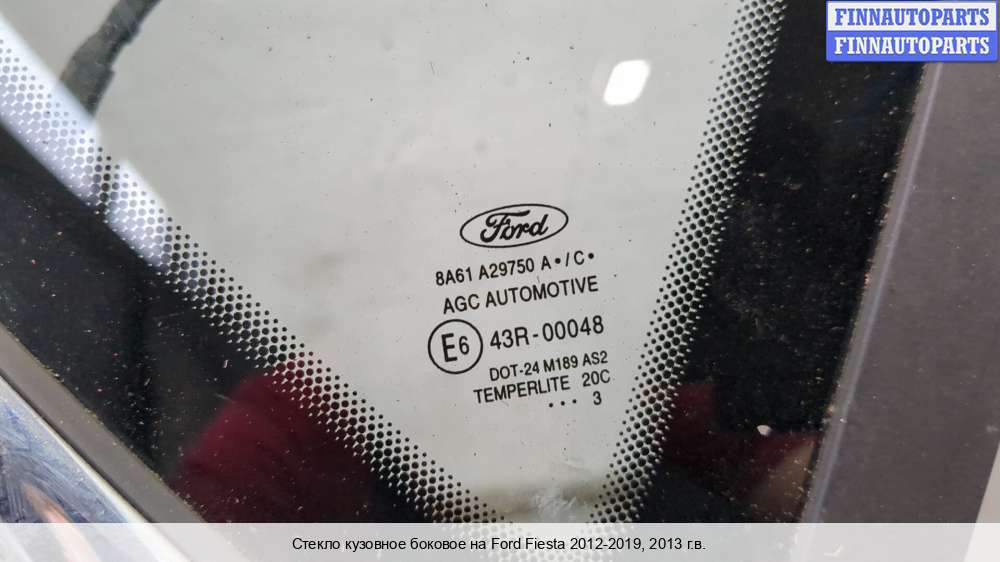 FINNAUTOPARTS
FINNAUTOPARTS
Ford
8A61 A29750 A•/C•
AGC AUTOMOTIVE
E6 43R-00048
DOT-24 M189 AS2
TEMPERLITE 20C
... 3
Стекло кузовное боковое на Ford Fiesta 2012-2019, 2013 г.в.